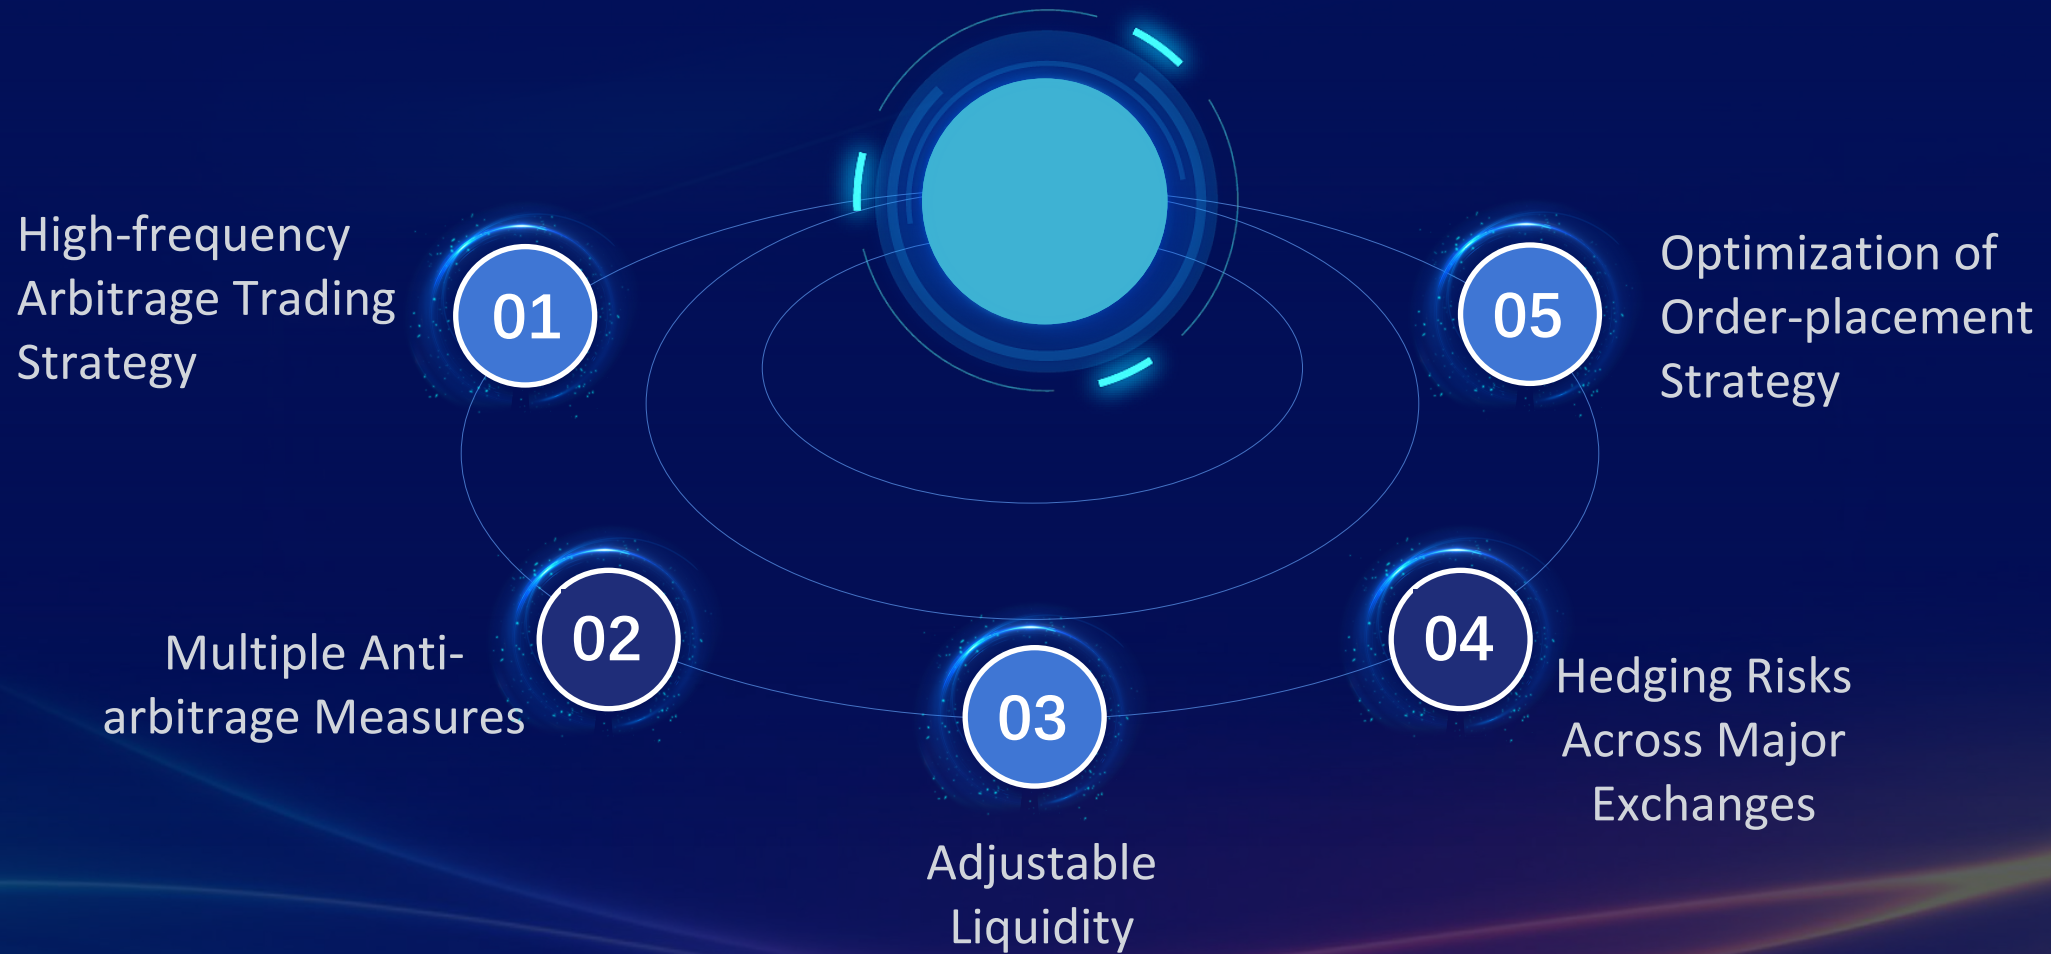 High-frequency
Arbitrage Trading
Strategy
01
Multiple Anti-
arbitrage Measures
02
03
Adjustable
Liquidity
04
Hedging Risks
Across Major
Exchanges
05
Optimization of
Order-placement
Strategy